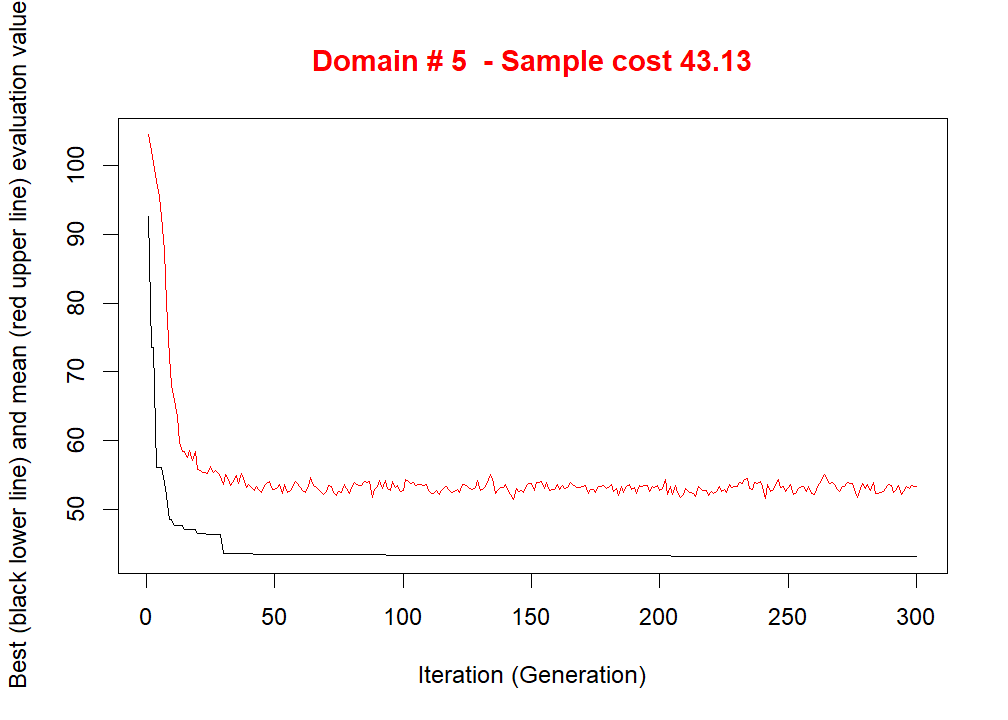 Domain # 5  - Sample cost 43.13
Best (black lower line) and mean (red upper line) evaluation value
100
90
80
70
60
50
0 50 100 150 200 250 300
Iteration (Generation)